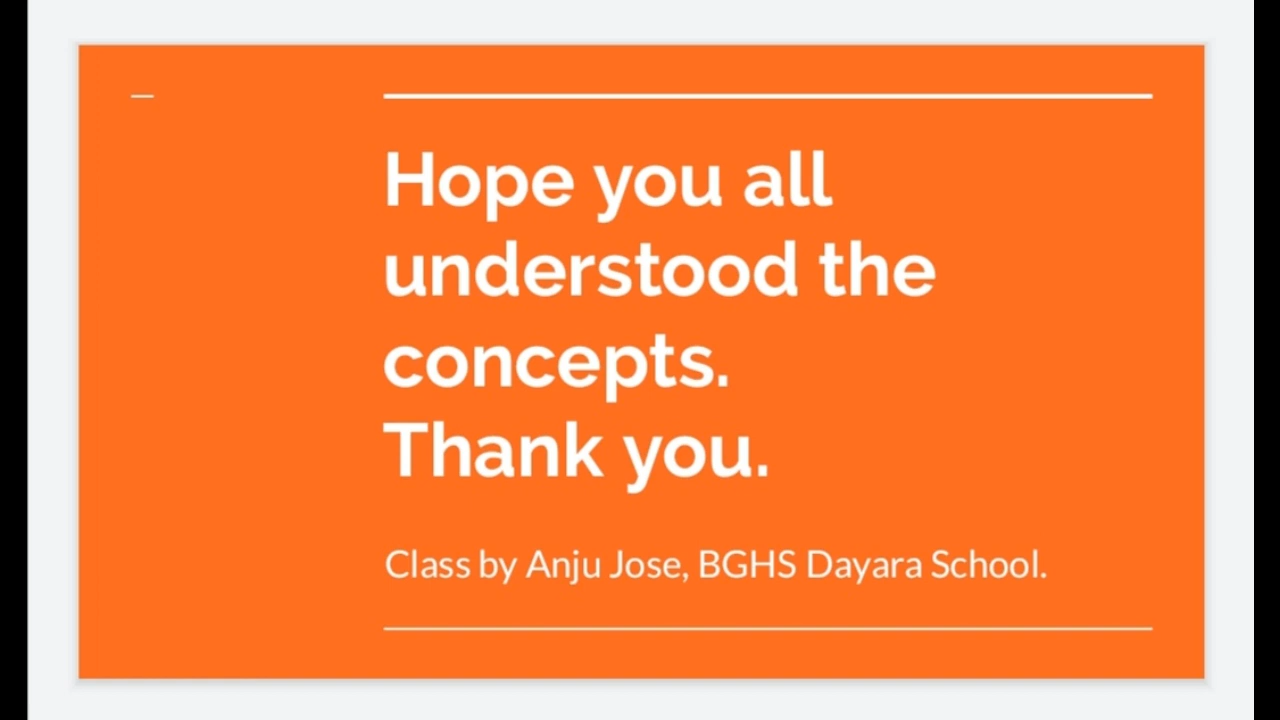 Hope you all
understood the
concepts.
Thank you.
Class by Anju Jose, BGHS Dayara School.